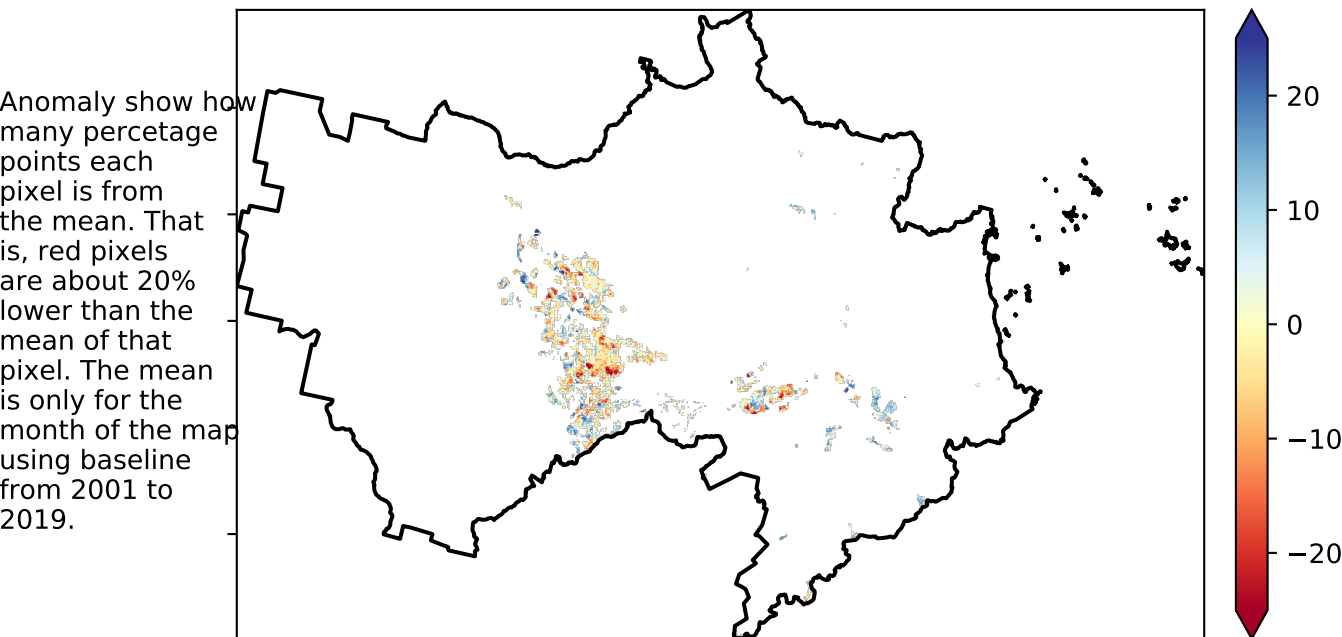 Anomaly show how
many percetage
points each
pixel is from
the mean. That
is, red pixels
are about 20%
lower than the
mean of that
pixel. The mean
is only for the
month of the map
using baseline
from 2001 to
2019.
20
10
0
−10
−20